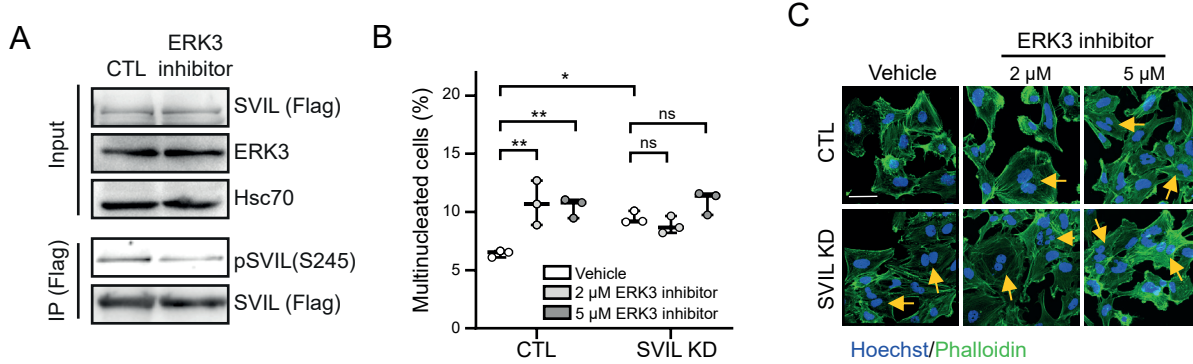 A
CTL
ERK3
inhibitor
Input
SVIL (Flag)
ERK3
Hsc70
IP (Flag)
pSVIL(S245)
SVIL (Flag)
B
Multinucleated cells (%)
20
15
10
5
0
*
**
**
ns
ns
Vehicle
2 µM ERK3 inhibitor
5 µM ERK3 inhibitor
CTL
SVIL KD
C
ERK3 inhibitor
Vehicle
2 µM
5 µM
CTL
SVIL KD
Hoechst/Phalloidin